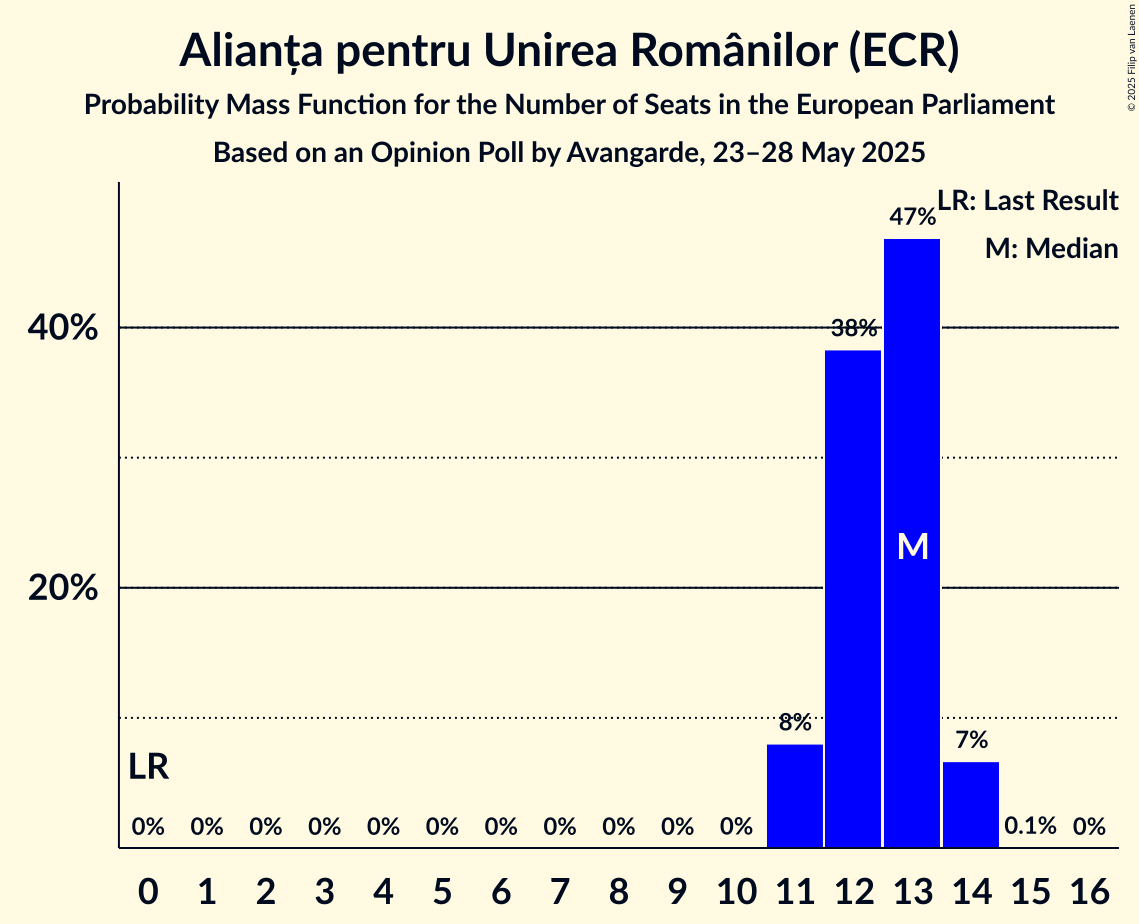 Alianța pentru Unirea Românilor (ECR)
Probability Mass Function for the Number of Seats in the European Parliament
Based on an Opinion Poll by Avangarde, 23–28 May 2025
© 2025 Filip van Laenen
LR: Last Result
M: Median
47%
40%
38%
M
20%
8%
7%
LR
0% 0% 0% 0% 0% 0% 0% 0% 0% 0% 0% 0.1% 0%
0 1 2 3 4 5 6 7 8 9 10 11 12 13 14 15 16